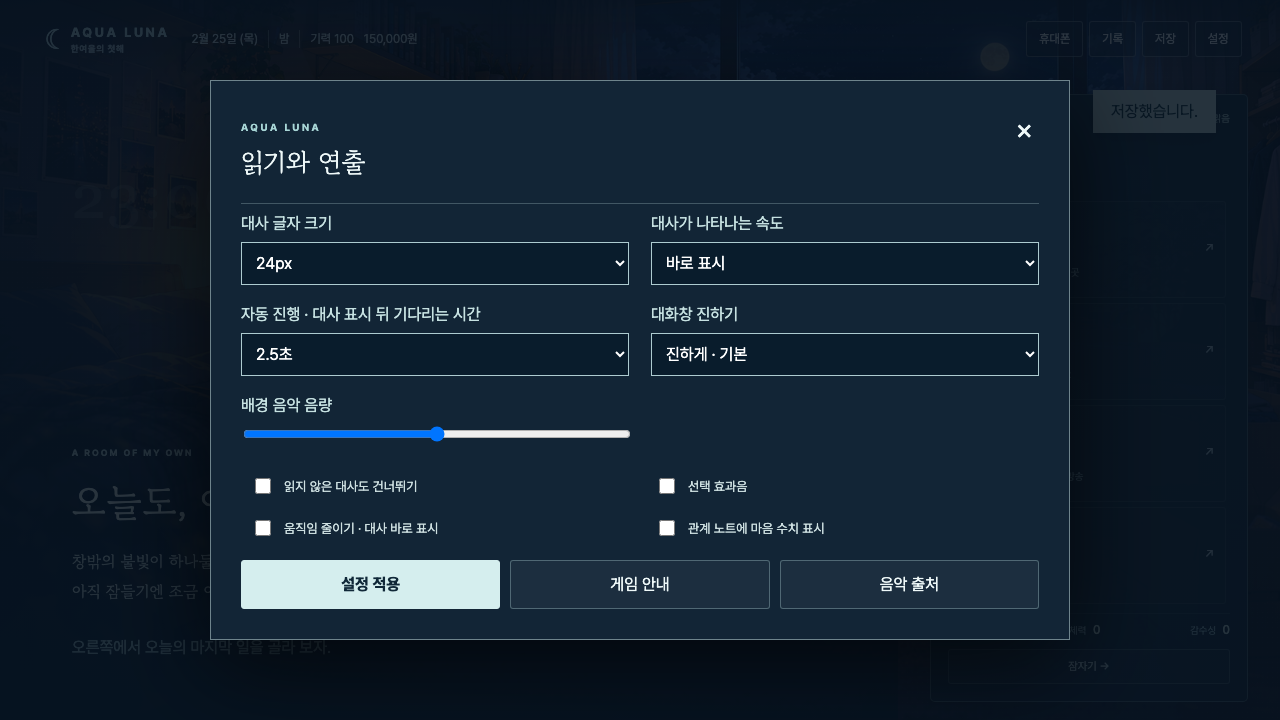 AQUA LUNA
한여울의 첫해
2월 25일 (목) 밤 기력 100 150,000원
휴대폰 기록 저장 설정
저장했습니다.
AQUA LUNA
읽기와 연출
×
대사 글자 크기
24px
대사가 나타나는 속도
바로 표시
자동 진행 · 대사 표시 뒤 기다리는 시간
2.5초
대화창 진하기
진하게 · 기본
배경 음악 음량
읽지 않은 대사도 건너뛰기
선택 효과음
움직임 줄이기 · 대사 바로 표시
관계 노트에 마음 수치 표시
설정 적용
게임 안내
음악 출처
A ROOM OF MY OWN
오늘도,
창밖의 불빛이 하나둘
아직 잠들기엔 조금
오른쪽에서 오늘의 마지막 일을 골라 보자.
매력 0
감수성 0
잠자기 →